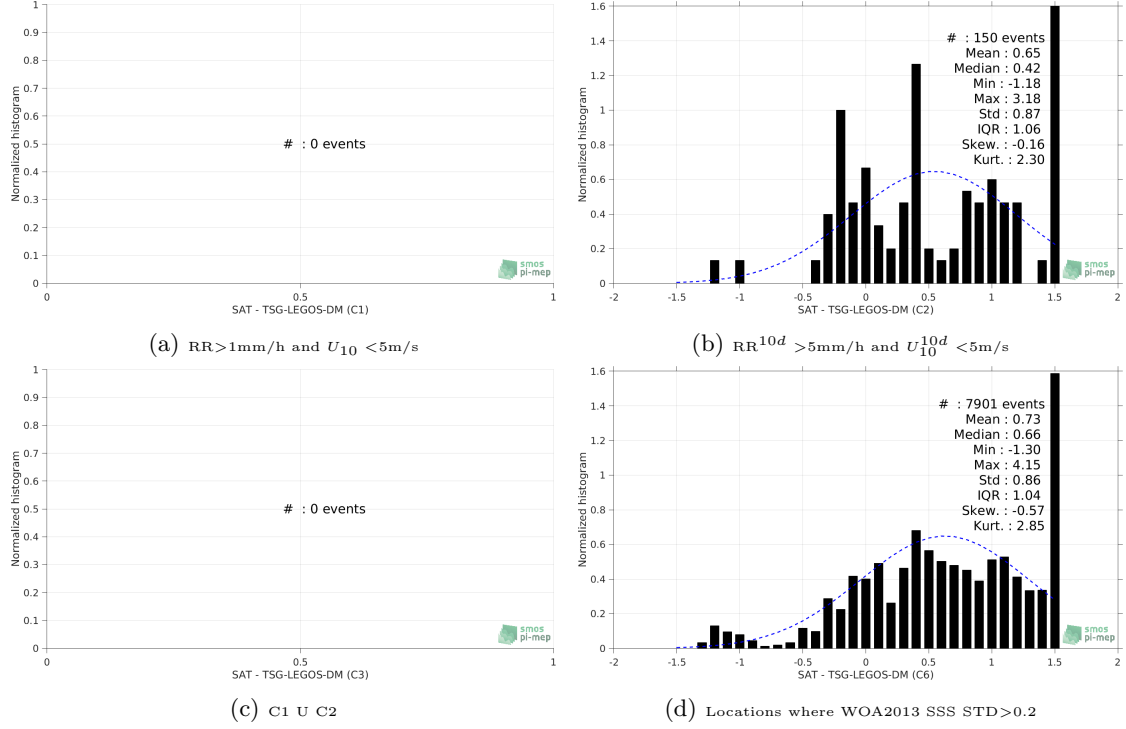 1
0.9
0.8
0.7
0.6
0.5
0.4
0.3
0.2
0.1
0
Normalized histogram
# : 0 events
smos
pi-mep
0 0.5 1
SAT - TSG-LEGOS-DM (C1)
(a) RR>1mm/h and U10 <5m/s
1.6
1.4
1.2
1
0.8
0.6
0.4
0.2
0
Normalized histogram
# : 150 events
Mean : 0.65
Median : 0.42
Min : -1.18
Max : 3.18
Std : 0.87
IQR : 1.06
Skew. : -0.16
Kurt. : 2.30
smos
pi-mep
-2 -1.5 -1 -0.5 0 0.5 1 1.5 2
SAT - TSG-LEGOS-DM (C2)
(b) RR^10d >5mm/h and U10^10d <5m/s
1
0.9
0.8
0.7
0.6
0.5
0.4
0.3
0.2
0.1
0
Normalized histogram
# : 0 events
smos
pi-mep
0 0.5 1
SAT - TSG-LEGOS-DM (C3)
(c) C1 U C2
1.6
1.4
1.2
1
0.8
0.6
0.4
0.2
0
Normalized histogram
# : 7901 events
Mean : 0.73
Median : 0.66
Min : -1.30
Max : 4.15
Std : 0.86
IQR : 1.04
Skew. : -0.57
Kurt. : 2.85
smos
pi-mep
-2 -1.5 -1 -0.5 0 0.5 1 1.5 2
SAT - TSG-LEGOS-DM (C6)
(d) Locations where WOA2013 SSS STD>0.2